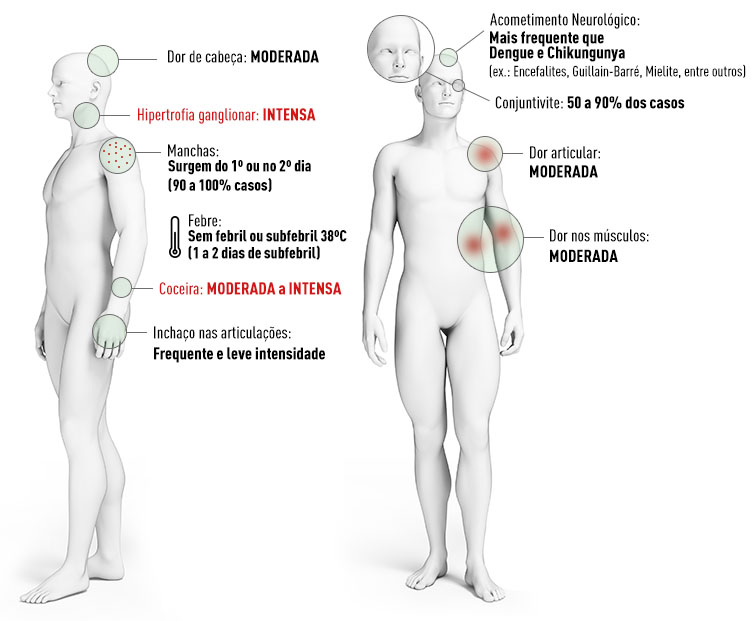 Dor de cabeça: MODERADA
Hipertrofia ganglionar: INTENSA
Manchas:
Surgem do 1º ou no 2º dia
(90 a 100% casos)
Febre:
Sem febril ou subfebril 38ºC
(1 a 2 dias de subfebril)
Coceira: MODERADA a INTENSA
Inchaço nas articulações:
Frequente e leve intensidade
Acometimento Neurológico:
Mais frequente que
Dengue e Chikungunya
(ex.: Encefalites, Guillain-Barré, Mielite, entre outros)
Conjuntivite: 50 a 90% dos casos
Dor articular:
MODERADA
Dor nos músculos:
MODERADA